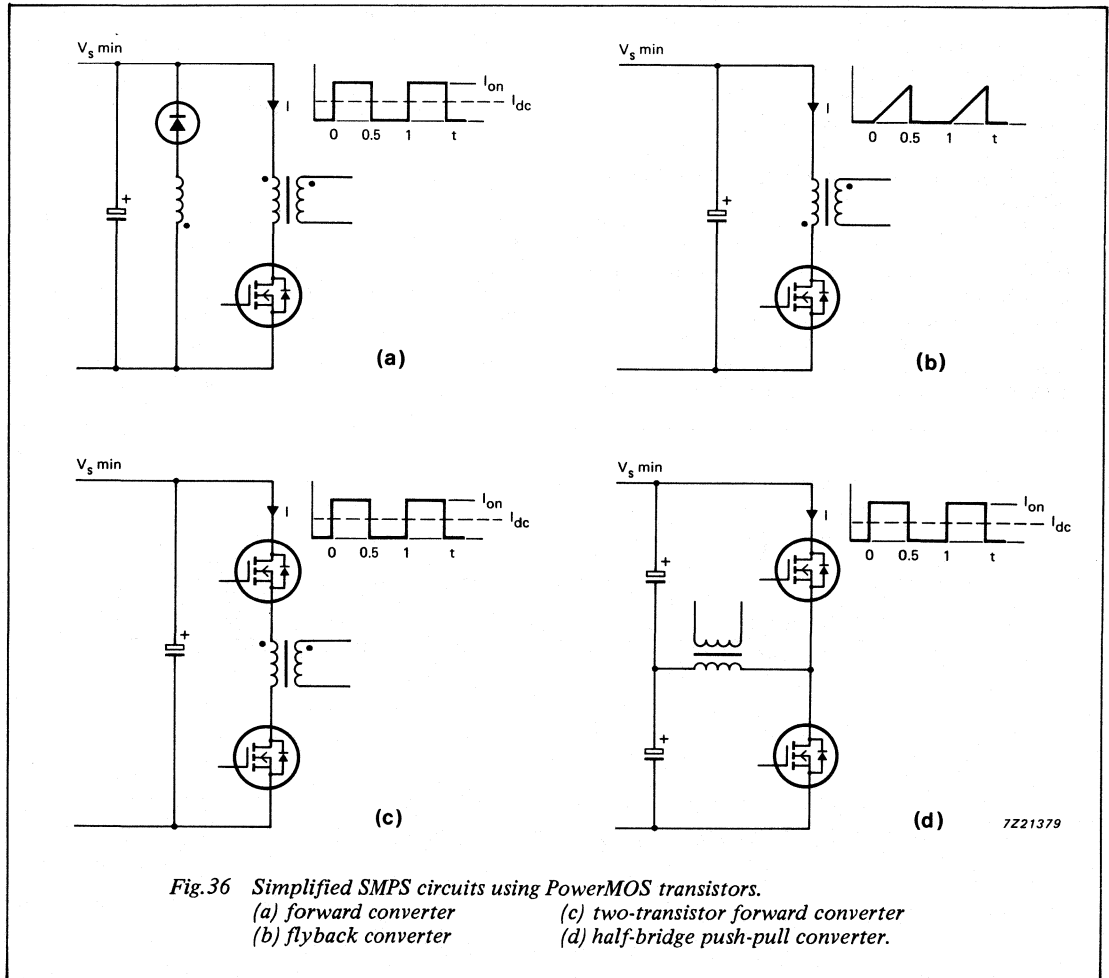 V_s min
I
I_on
I_dc
0 0.5 1 t
(a)
V_s min
I
0 0.5 1 t
(b)
V_s min
I
I_on
I_dc
0 0.5 1 t
(c)
V_s min
I
I_on
I_dc
0 0.5 1 t
(d)
7Z21379
Fig.36 Simplified SMPS circuits using PowerMOS transistors.
(a) forward converter (c) two-transistor forward converter
(b) flyback converter (d) half-bridge push-pull converter.